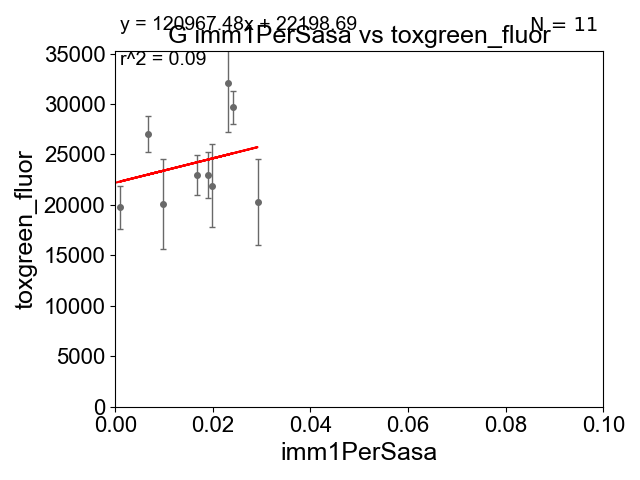 y = 120967.48x + 22198.69
N = 11
G imm1PerSasa vs toxgreen_fluor
r^2 = 0.09
35000
30000
25000
20000
15000
10000
5000
0
toxgreen_fluor
0.00 0.02 0.04 0.06 0.08 0.10
imm1PerSasa